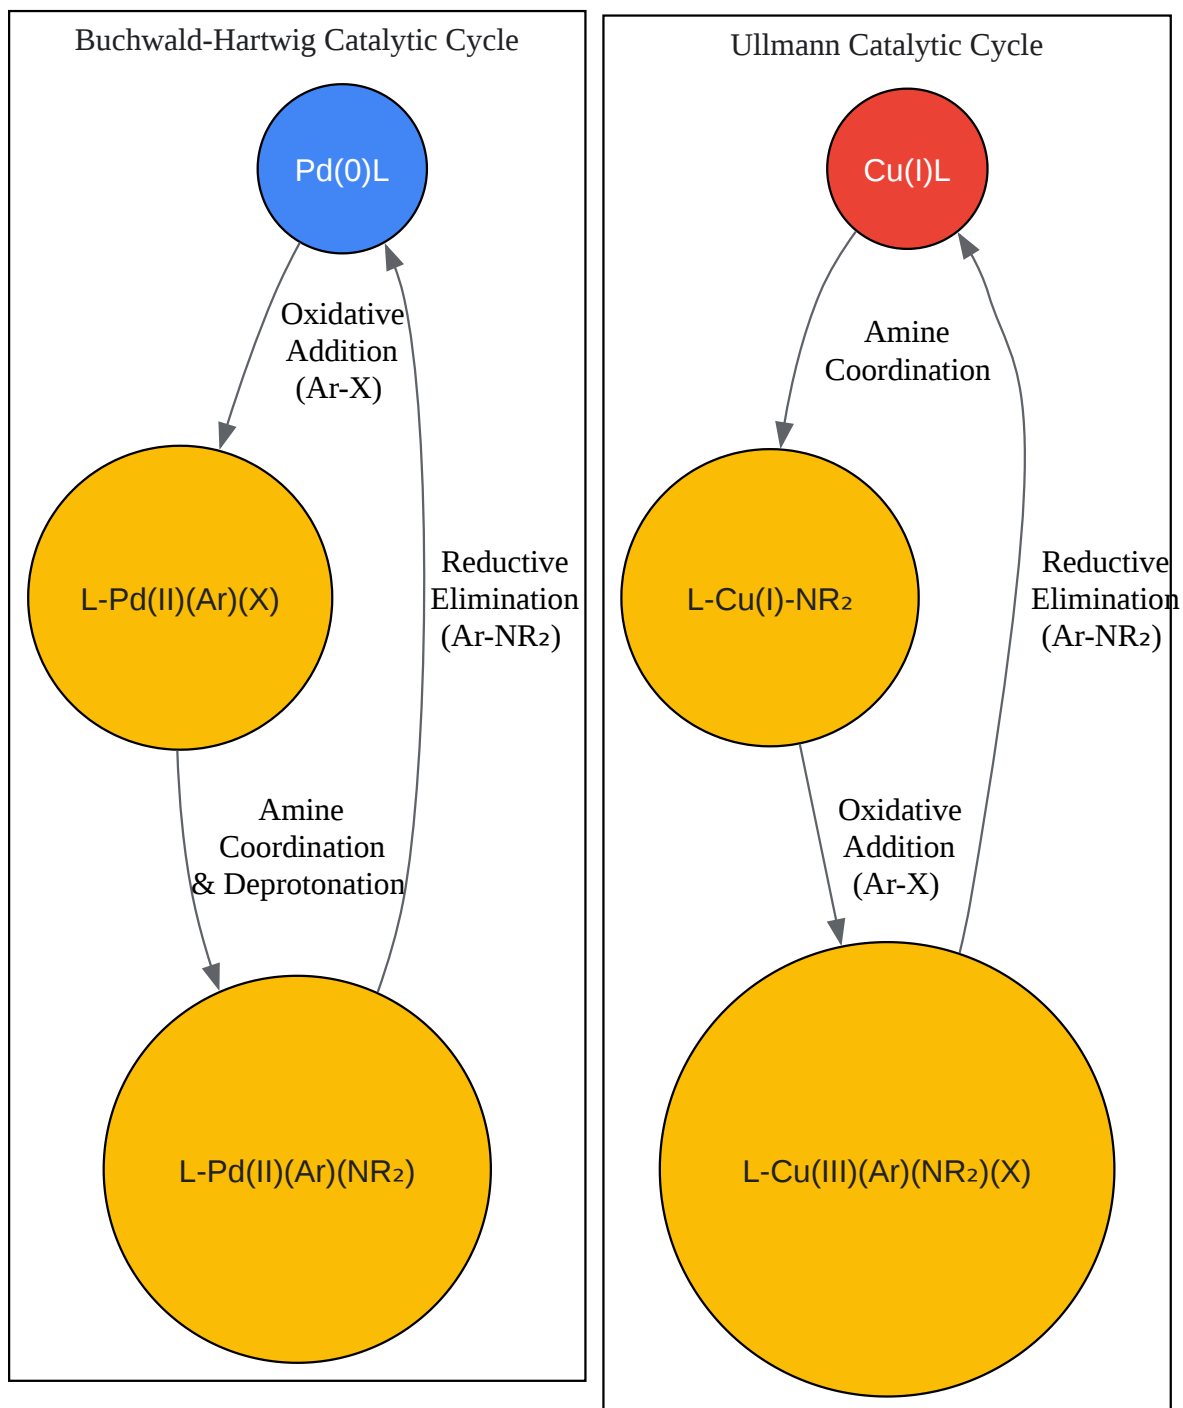 Buchwald-Hartwig Catalytic Cycle
Pd(0)L
Oxidative
Addition
(Ar-X)
L-Pd(II)(Ar)(X)
Reductive
Elimination
(Ar-NR₂)
Amine
Coordination
& Deprotonation
L-Pd(II)(Ar)(NR₂)
Ullmann Catalytic Cycle
Cu(I)L
Amine
Coordination
L-Cu(I)-NR₂
Reductive
Elimination
(Ar-NR₂)
Oxidative
Addition
(Ar-X)
L-Cu(III)(Ar)(NR₂)(X)